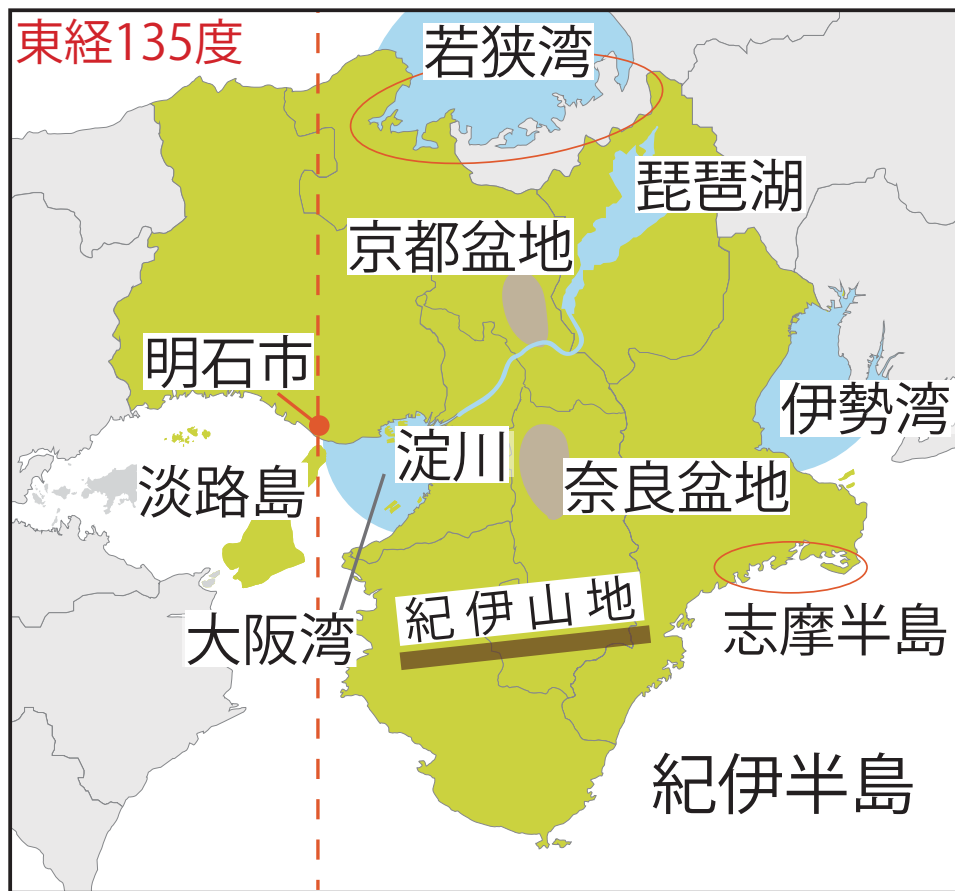 東経135度
若狭湾
琵琶湖
京都盆地
明石市
伊勢湾
淀川
淡路島
奈良盆地
紀伊山地
大阪湾
志摩半島
紀伊半島